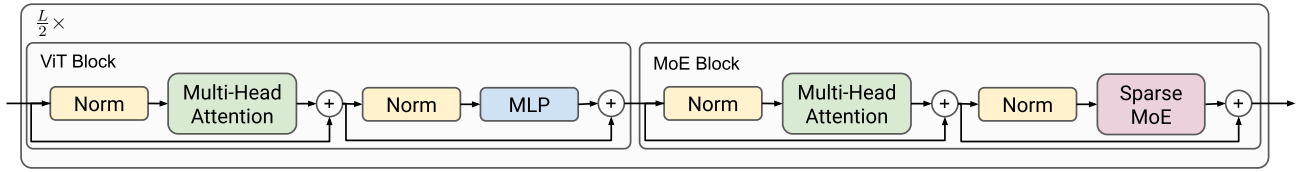 L/2 ×
ViT Block
Norm
Multi-Head
Attention
+
Norm
MLP
+
MoE Block
Norm
Multi-Head
Attention
+
Norm
Sparse
MoE
+